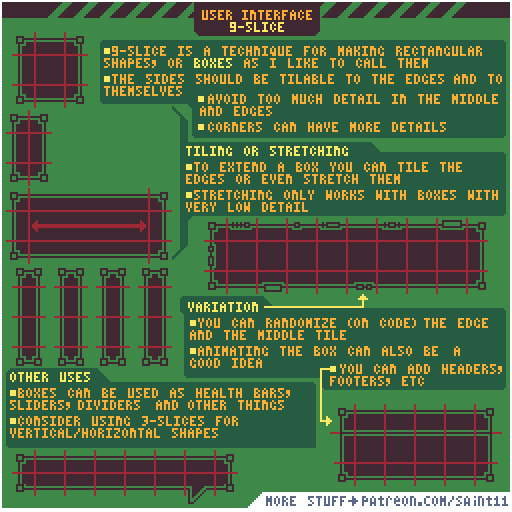 USER INTERFACE
9-SLICE
▪9-SLICE IS A TECHNIQUE FOR MAKING RECTANGULAR
SHAPES, OR BOXES AS I LIKE TO CALL THEM
▪THE SIDES SHOULD BE TILABLE TO THE EDGES AND TO
THEMSELVES
▪AVOID TOO MUCH DETAIL IN THE MIDDLE
AND EDGES
▪CORNERS CAN HAVE MORE DETAILS
TILING OR STRETCHING
▪TO EXTEND A BOX YOU CAN TILE THE
EDGES OR EVEN STRETCH THEM
▪STRETCHING ONLY WORKS WITH BOXES WITH
VERY LOW DETAIL
VARIATION
▪YOU CAN RANDOMIZE (ON CODE) THE EDGE
AND THE MIDDLE TILE
▪ANIMATING THE BOX CAN ALSO BE A
GOOD IDEA
▪YOU CAN ADD HEADERS,
FOOTERS, ETC
OTHER USES
▪BOXES CAN BE USED AS HEALTH BARS,
SLIDERS, DIVIDERS AND OTHER THINGS
▪CONSIDER USING 3-SLICES FOR
VERTICAL/HORIZONTAL SHAPES
MORE STUFF→PATREON.COM/SAINT11